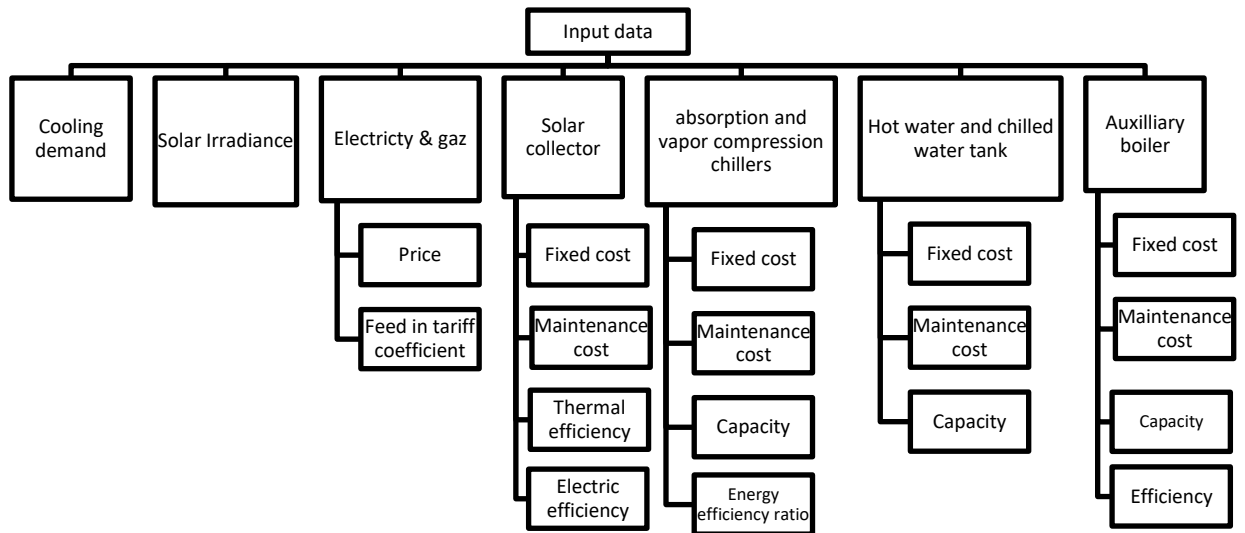 Input data
Cooling
demand
Solar Irradiance
Electricty & gaz
Solar
collector
absorption and
vapor compression
chillers
Hot water and chilled
water tank
Auxilliary
boiler
Price
Feed in tariff
coefficient
Fixed cost
Maintenance
cost
Thermal
efficiency
Electric
efficiency
Fixed cost
Maintenance
cost
Capacity
Energy
efficiency ratio
Fixed cost
Maintenance
cost
Capacity
Fixed cost
Maintenance
cost
Capacity
Efficiency